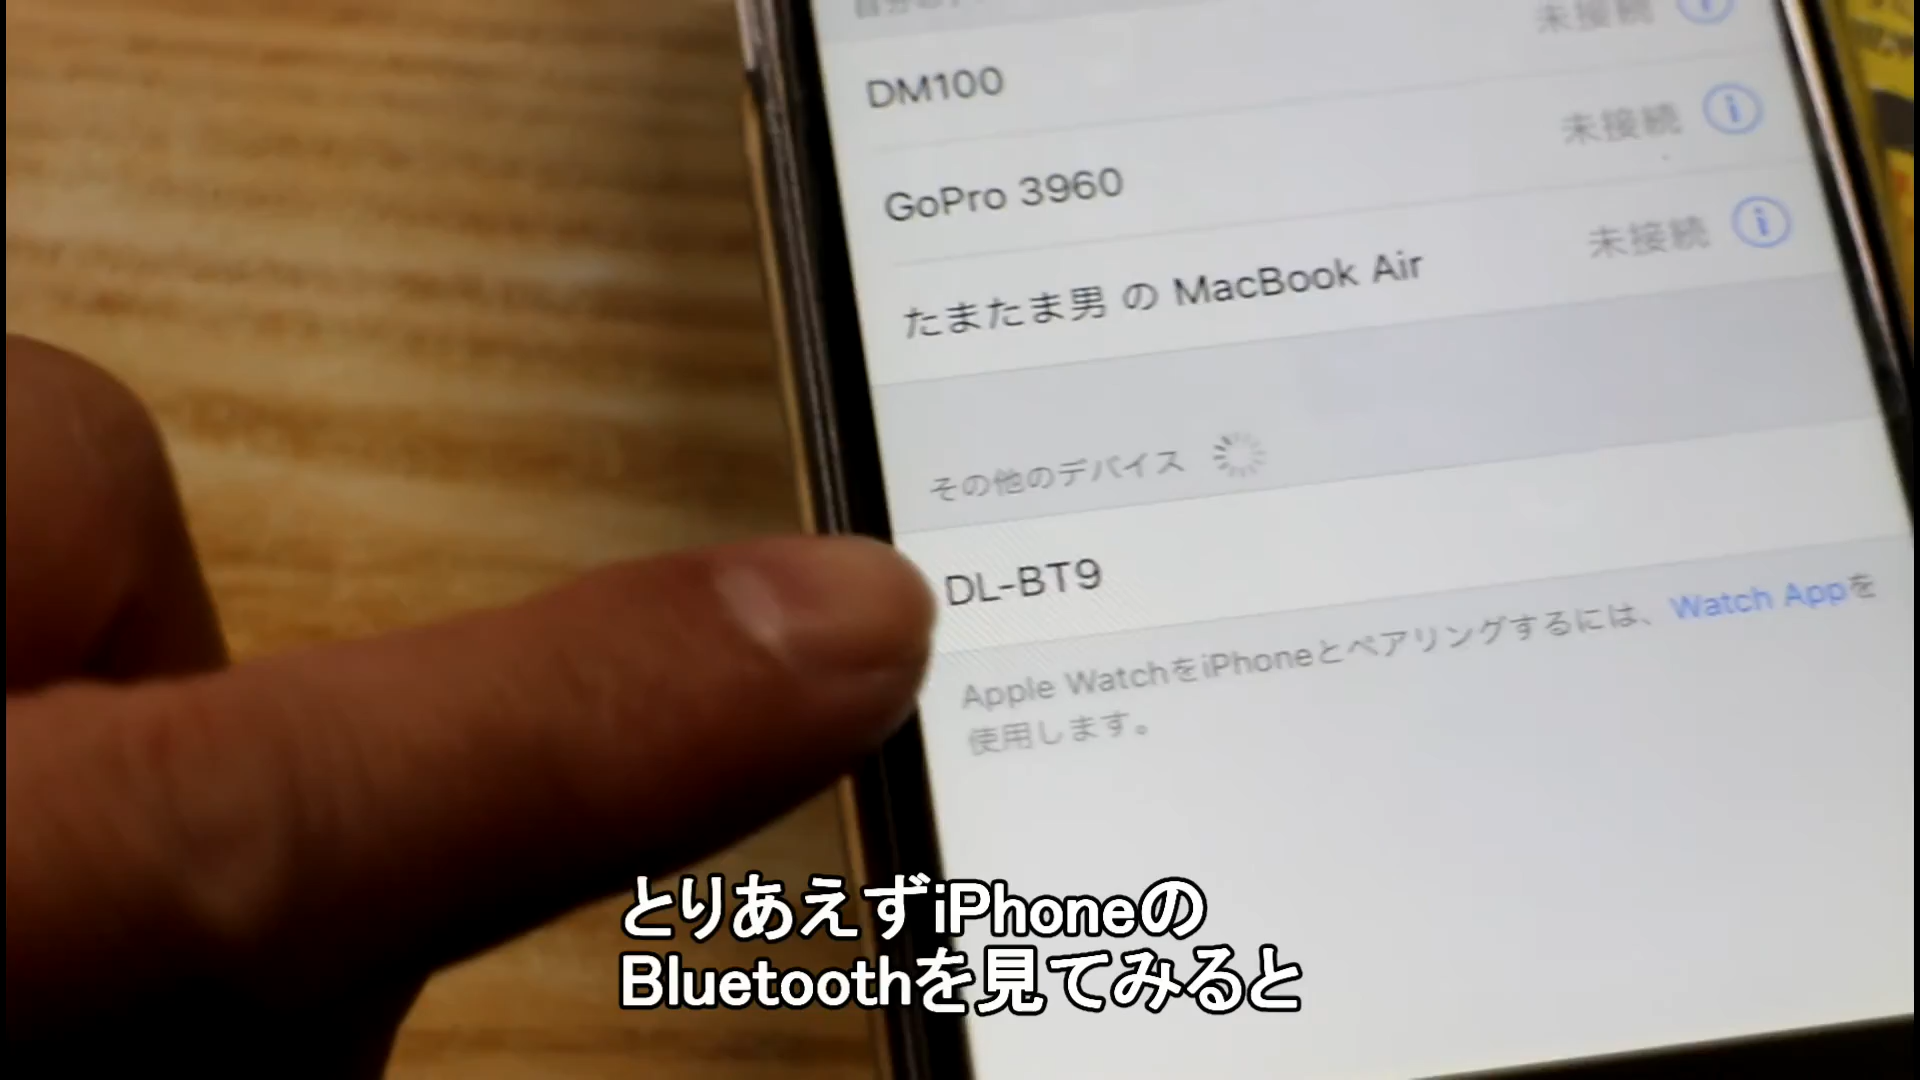 未接続
DM100
未接続
GoPro 3960
未接続
たまたま男 の MacBook Air
その他のデバイス
DL-BT9
Apple WatchをiPhoneとペアリングするには、Watch Appを
使用します。
とりあえずiPhoneの
Bluetoothを見てみると